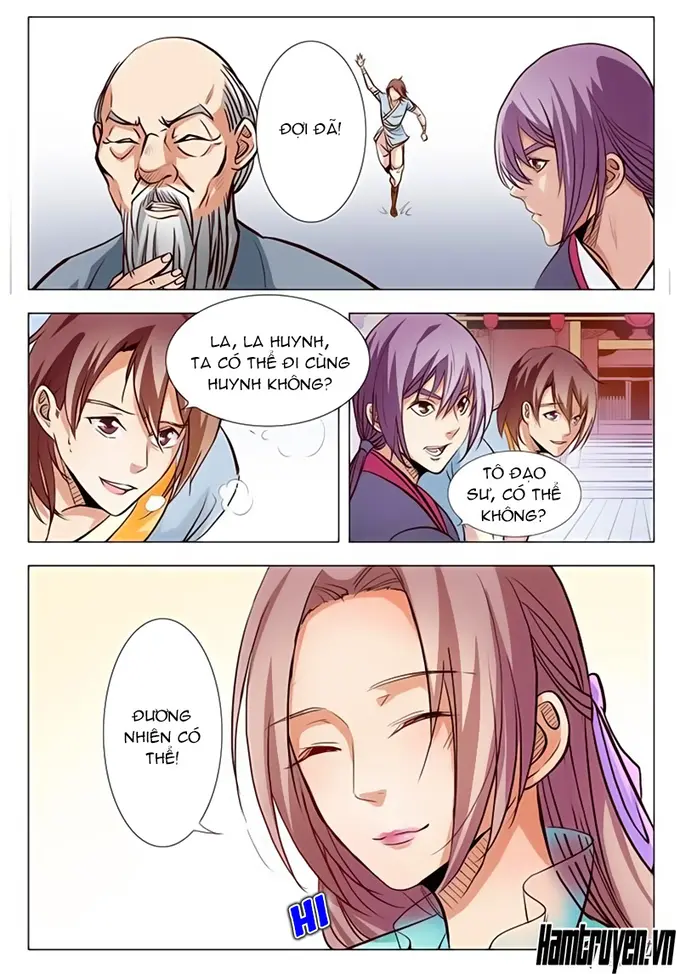 ĐỢI ĐÃ!
LA, LA HUYNH,
TA CÓ THỂ ĐI CÙNG
HUYNH KHÔNG?
TÔ ĐẠO
SƯ, CÓ THỂ
KHÔNG?
ĐƯƠNG
NHIÊN CÓ
THỂ!
HI
Hamtruyen.vn